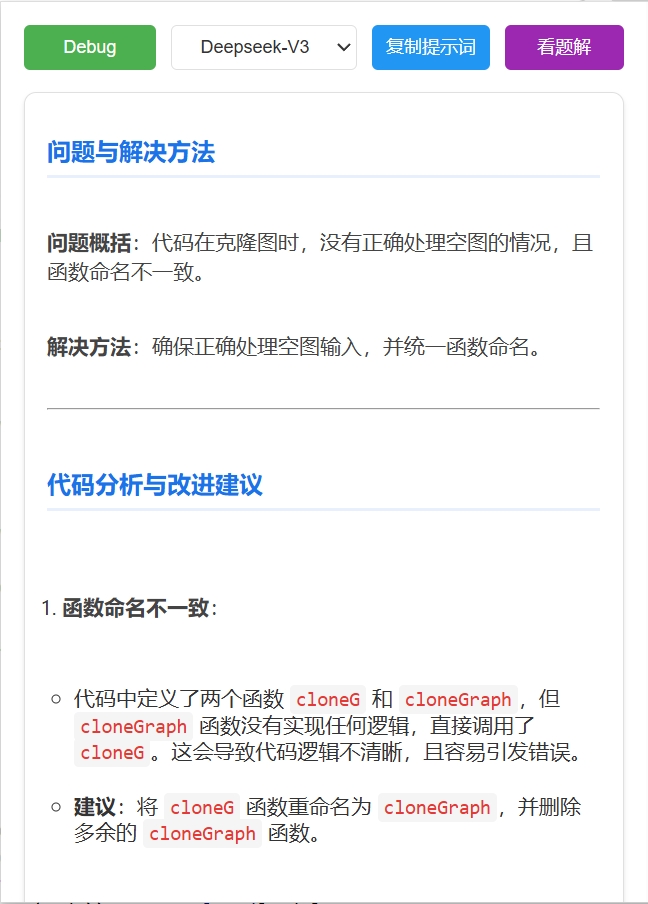 Debug Deepseek-V3 复制提示词 看题解
问题与解决方法
问题概括：代码在克隆图时，没有正确处理空图的情况，且
函数命名不一致。
解决方法：确保正确处理空图输入，并统一函数命名。
代码分析与改进建议
1. 函数命名不一致：
代码中定义了两个函数 cloneG 和 cloneGraph，但
cloneGraph 函数没有实现任何逻辑，直接调用了
cloneG。这会导致代码逻辑不清晰，且容易引发错误。
建议：将 cloneG 函数重命名为 cloneGraph，并删除
多余的 cloneGraph 函数。